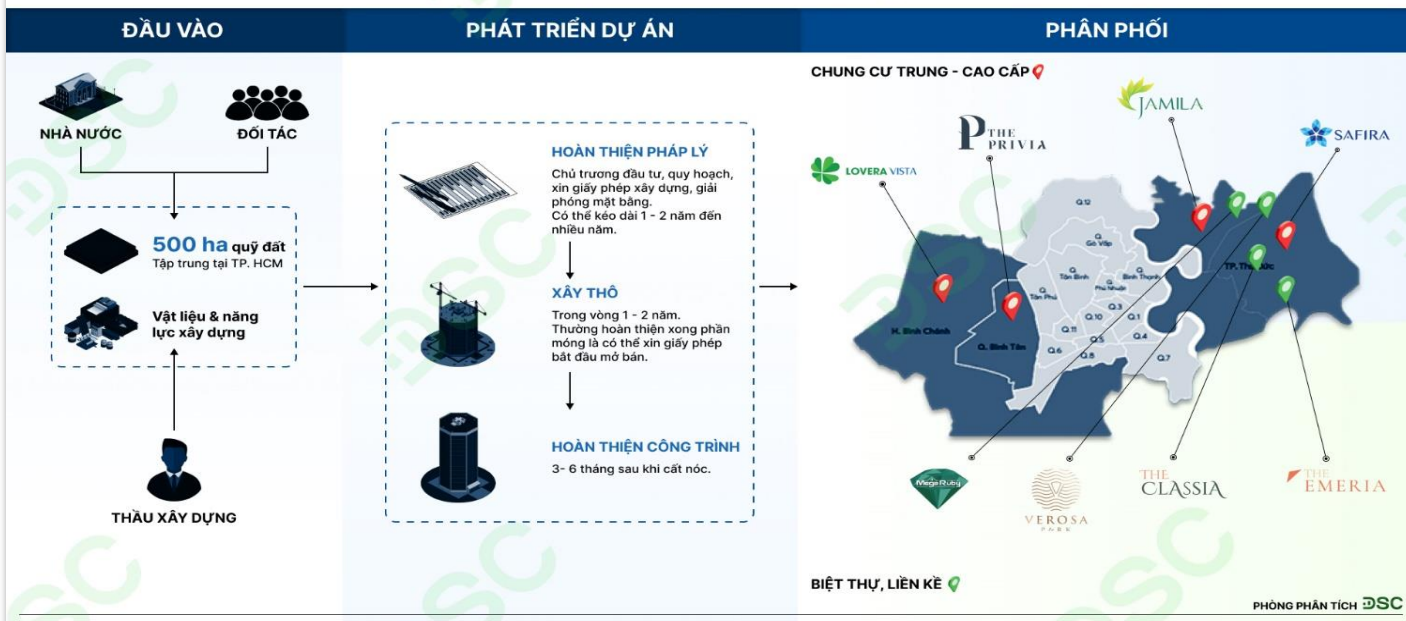 ĐẦU VÀO
PHÁT TRIỂN DỰ ÁN
PHÂN PHỐI
NHÀ NƯỚC
ĐỐI TÁC
500 ha quỹ đất
Tập trung tại TP. HCM
Vật liệu & năng
lực xây dựng
THẦU XÂY DỰNG
HOÀN THIỆN PHÁP LÝ
Chủ trương đầu tư, quy hoạch,
xin giấy phép xây dựng, giải
phóng mặt bằng.
Có thể kéo dài 1 - 2 năm đến
nhiều năm.
XÂY THÔ
Trong vòng 1 - 2 năm.
Thường hoàn thiện xong phần
móng là có thể xin giấy phép
bắt đầu mở bán.
HOÀN THIỆN CÔNG TRÌNH
3- 6 tháng sau khi cất nóc.
CHUNG CƯ TRUNG - CAO CẤP
JAMILA
THE
PRIVIA
SAFIRA
LOVERA VISTA
Q.12
Q.
Gò Vấp
Q.
Tân Bình
Q.
Bình Thạnh
Q.
Phú Nhuận
Q.
Tân Phú
TP. Thủ Đức
Q.3
Q.10
Q.1
Q.11
Q.5
Q.4
Q.6
Q.8
Q.7
H. Bình Chánh
Q. Bình Tân
Mega Ruby
VEROSA
PARK
THE
CLASSIA
THE
EMERIA
BIỆT THỰ, LIỀN KỀ
PHÒNG PHÂN TÍCH DSC